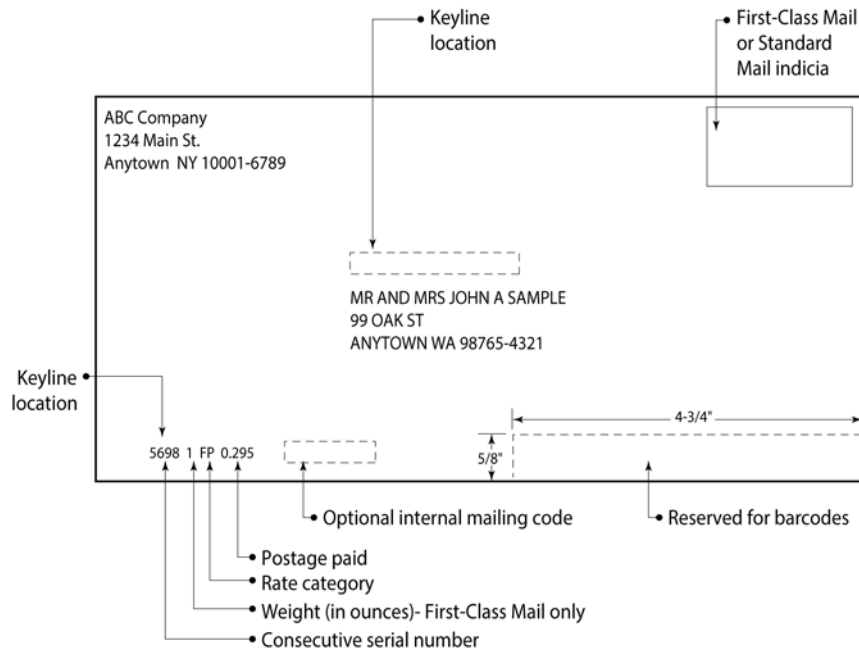 Keyline
location
First-Class Mail
or Standard
Mail indicia
ABC Company
1234 Main St.
Anytown NY 10001-6789
MR AND MRS JOHN A SAMPLE
99 OAK ST
ANYTOWN WA 98765-4321
Keyline
location
4-3/4"
5698 1 FP 0.295
5/8"
Optional internal mailing code
Reserved for barcodes
Postage paid
Rate category
Weight (in ounces)- First-Class Mail only
Consecutive serial number